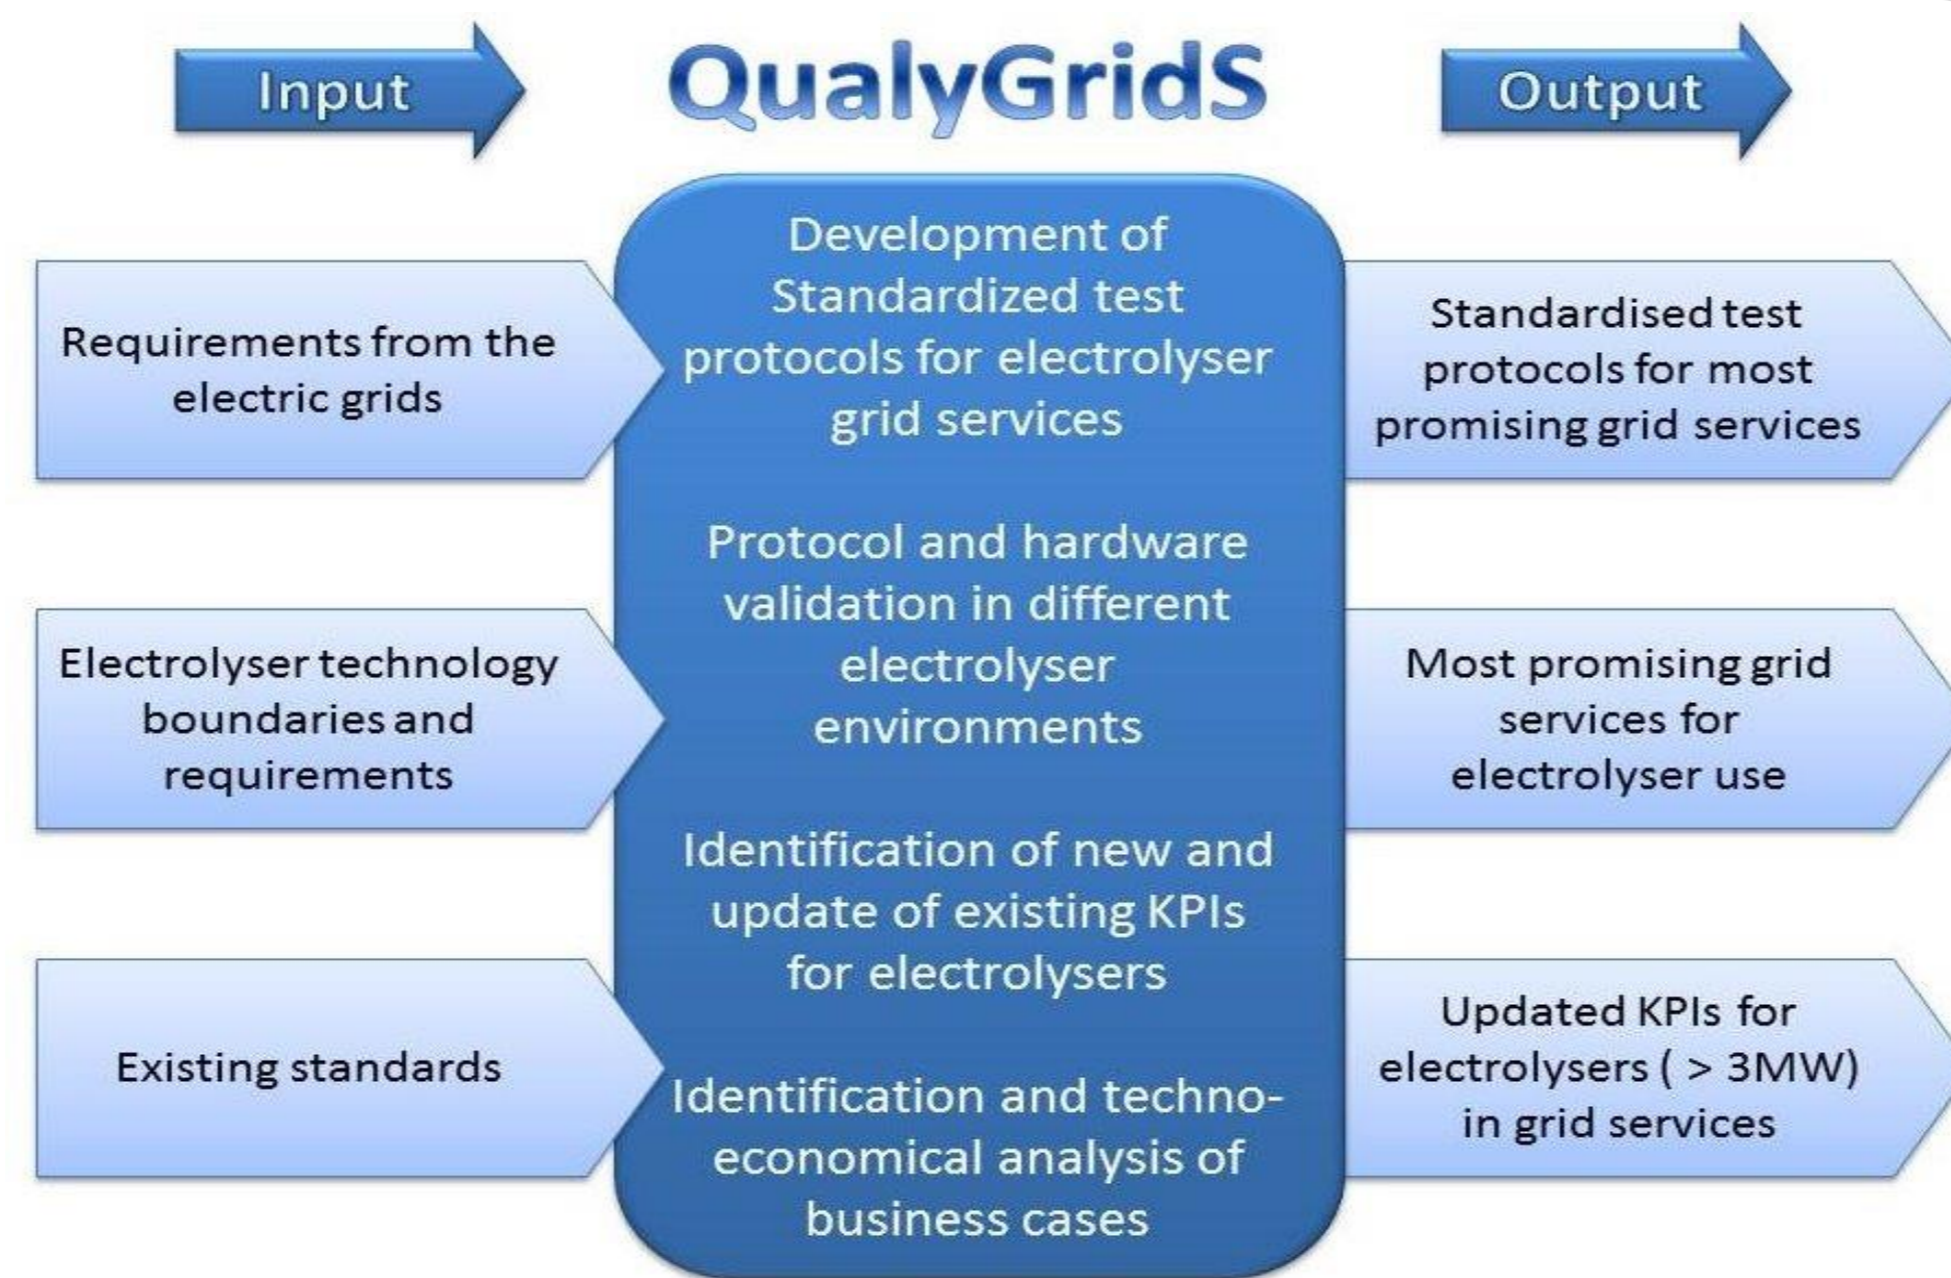 Input
QualyGridS
Output
Requirements from the
electric grids
Electrolyser technology
boundaries and
requirements
Existing standards
Development of
Standardized test
protocols for electrolyser
grid services
Protocol and hardware
validation in different
electrolyser
environments
Identification of new and
update of existing KPIs
for electrolysers
Identification and techno-
economical analysis of
business cases
Standardised test
protocols for most
promising grid services
Most promising grid
services for
electrolyser use
Updated KPIs for
electrolysers ( > 3MW)
in grid services